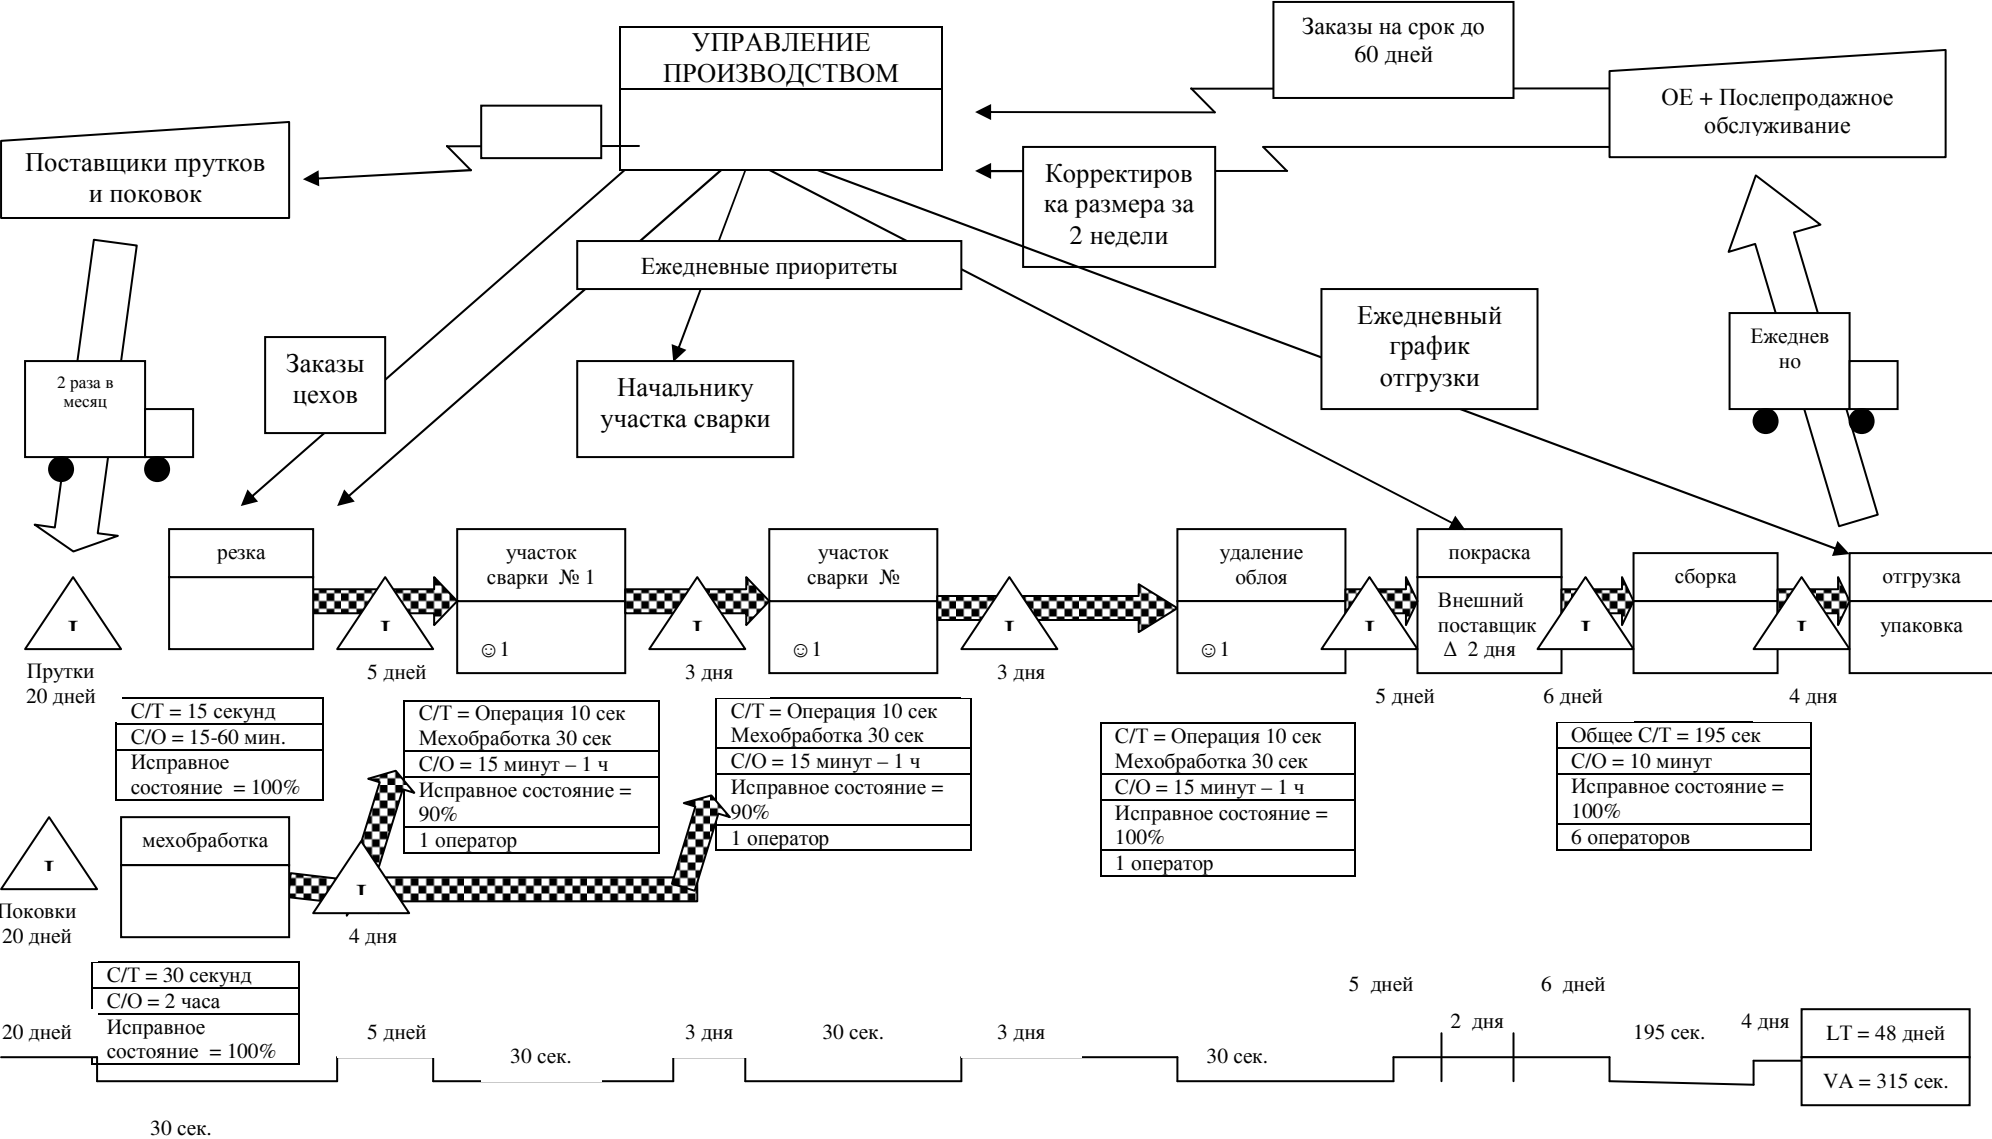 УПРАВЛЕНИЕ
ПРОИЗВОДСТВОМ
Заказы на срок до
60 дней
ОЕ + Послепродажное
обслуживание
Поставщики прутков
и поковок
Корректиров
ка размера за
2 недели
Ежедневные приоритеты
Ежедневный
график
отгрузки
Ежеднев
но
2 раза в
месяц
Заказы
цехов
Начальнику
участка сварки
резка
участок
сварки № 1
☺1
участок
сварки №
☺1
удаление
облоя
☺1
покраска
Внешний
поставщик
Δ 2 дня
сборка
отгрузка
упаковка
Прутки
20 дней
5 дней
3 дня
3 дня
5 дней
6 дней
4 дня
С/Т = 15 секунд
С/О = 15-60 мин.
Исправное
состояние = 100%
С/Т = Операция 10 сек
Мехобработка 30 сек
С/О = 15 минут – 1 ч
Исправное состояние =
90%
1 оператор
С/Т = Операция 10 сек
Мехобработка 30 сек
С/О = 15 минут – 1 ч
Исправное состояние =
90%
1 оператор
С/Т = Операция 10 сек
Мехобработка 30 сек
С/О = 15 минут – 1 ч
Исправное состояние =
100%
1 оператор
Общее С/Т = 195 сек
С/О = 10 минут
Исправное состояние =
100%
6 операторов
мехобработка
Поковки
20 дней
4 дня
С/Т = 30 секунд
С/О = 2 часа
Исправное
состояние = 100%
20 дней
5 дней
30 сек.
3 дня
30 сек.
3 дня
30 сек.
5 дней
2 дня
6 дней
195 сек.
4 дня
LT = 48 дней
VA = 315 сек.
30 сек.